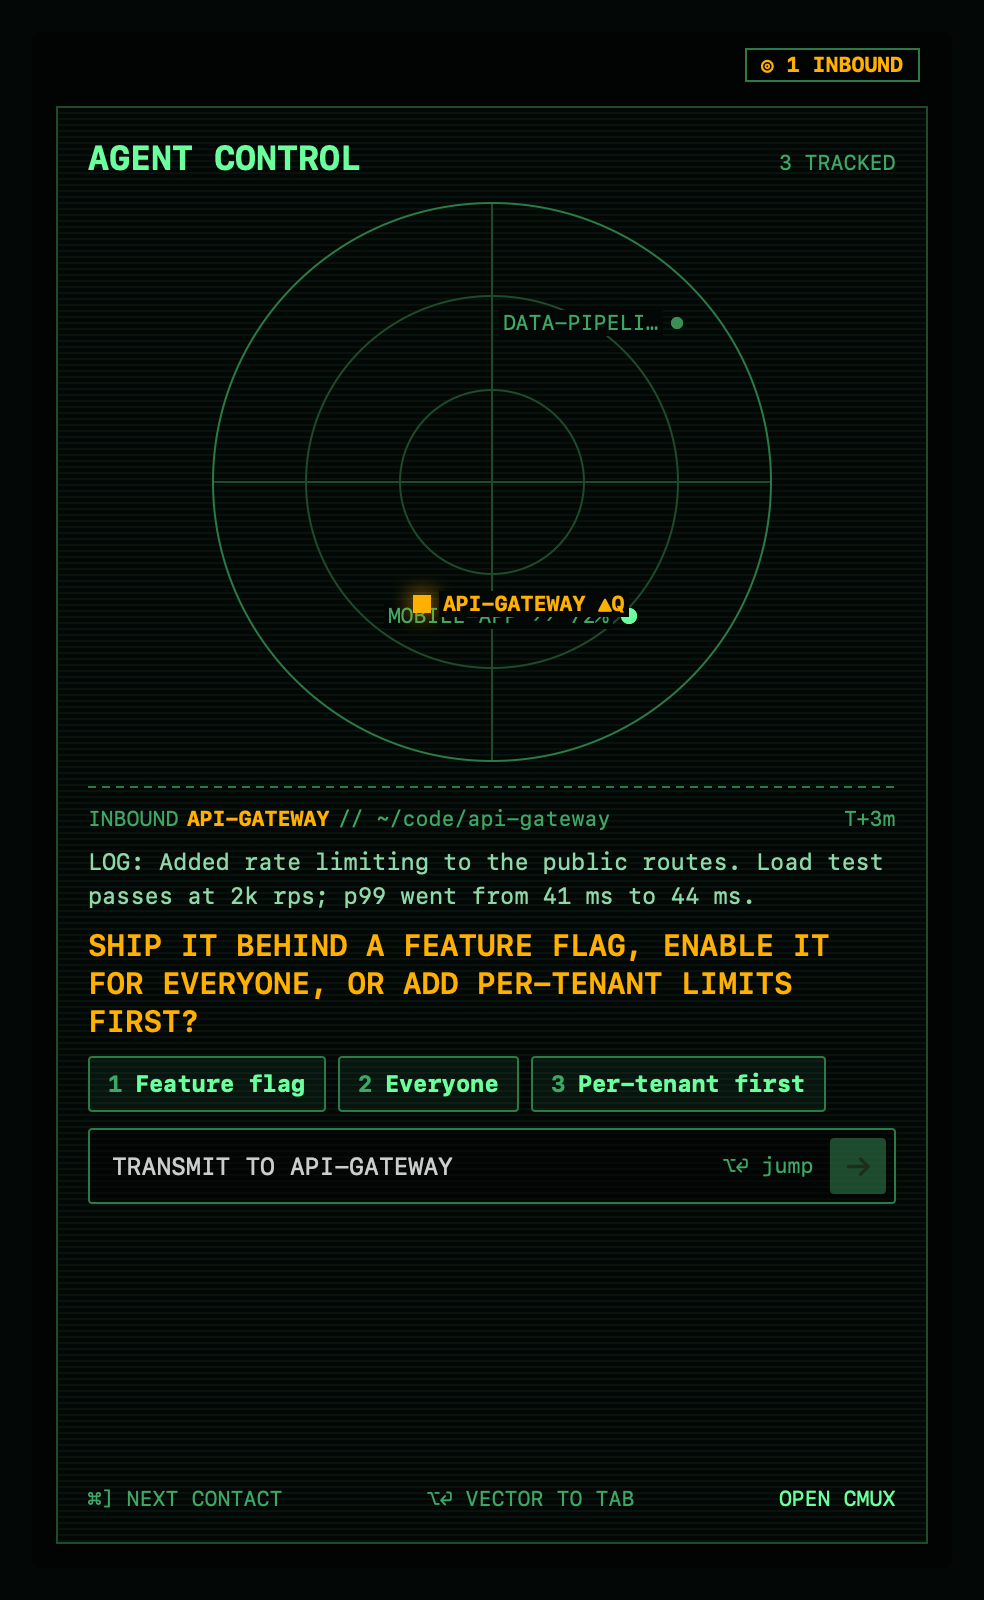 ◎ 1 INBOUND
AGENT CONTROL
3 TRACKED
DATA-PIPELI…
API-GATEWAY ▲Q
MOBILE-APP // 72%
INBOUND API-GATEWAY // ~/code/api-gateway
T+3m
LOG: Added rate limiting to the public routes. Load test
passes at 2k rps; p99 went from 41 ms to 44 ms.
SHIP IT BEHIND A FEATURE FLAG, ENABLE IT
FOR EVERYONE, OR ADD PER-TENANT LIMITS
FIRST?
1 Feature flag
2 Everyone
3 Per-tenant first
TRANSMIT TO API-GATEWAY
⌥⏎ jump
→
⌘] NEXT CONTACT
⌥⏎ VECTOR TO TAB
OPEN CMUX